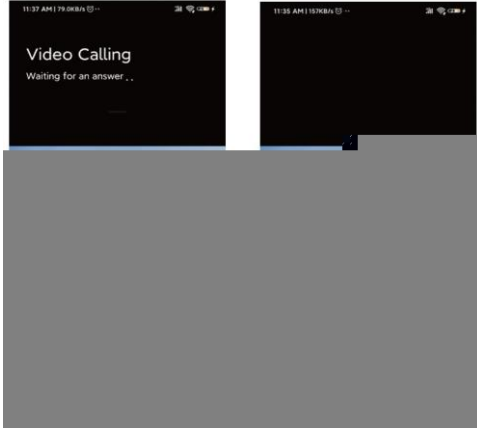 11:37 AM | 79.0KB/s
Video Calling
Waiting for an answer . .
11:35 AM | 157KB/s